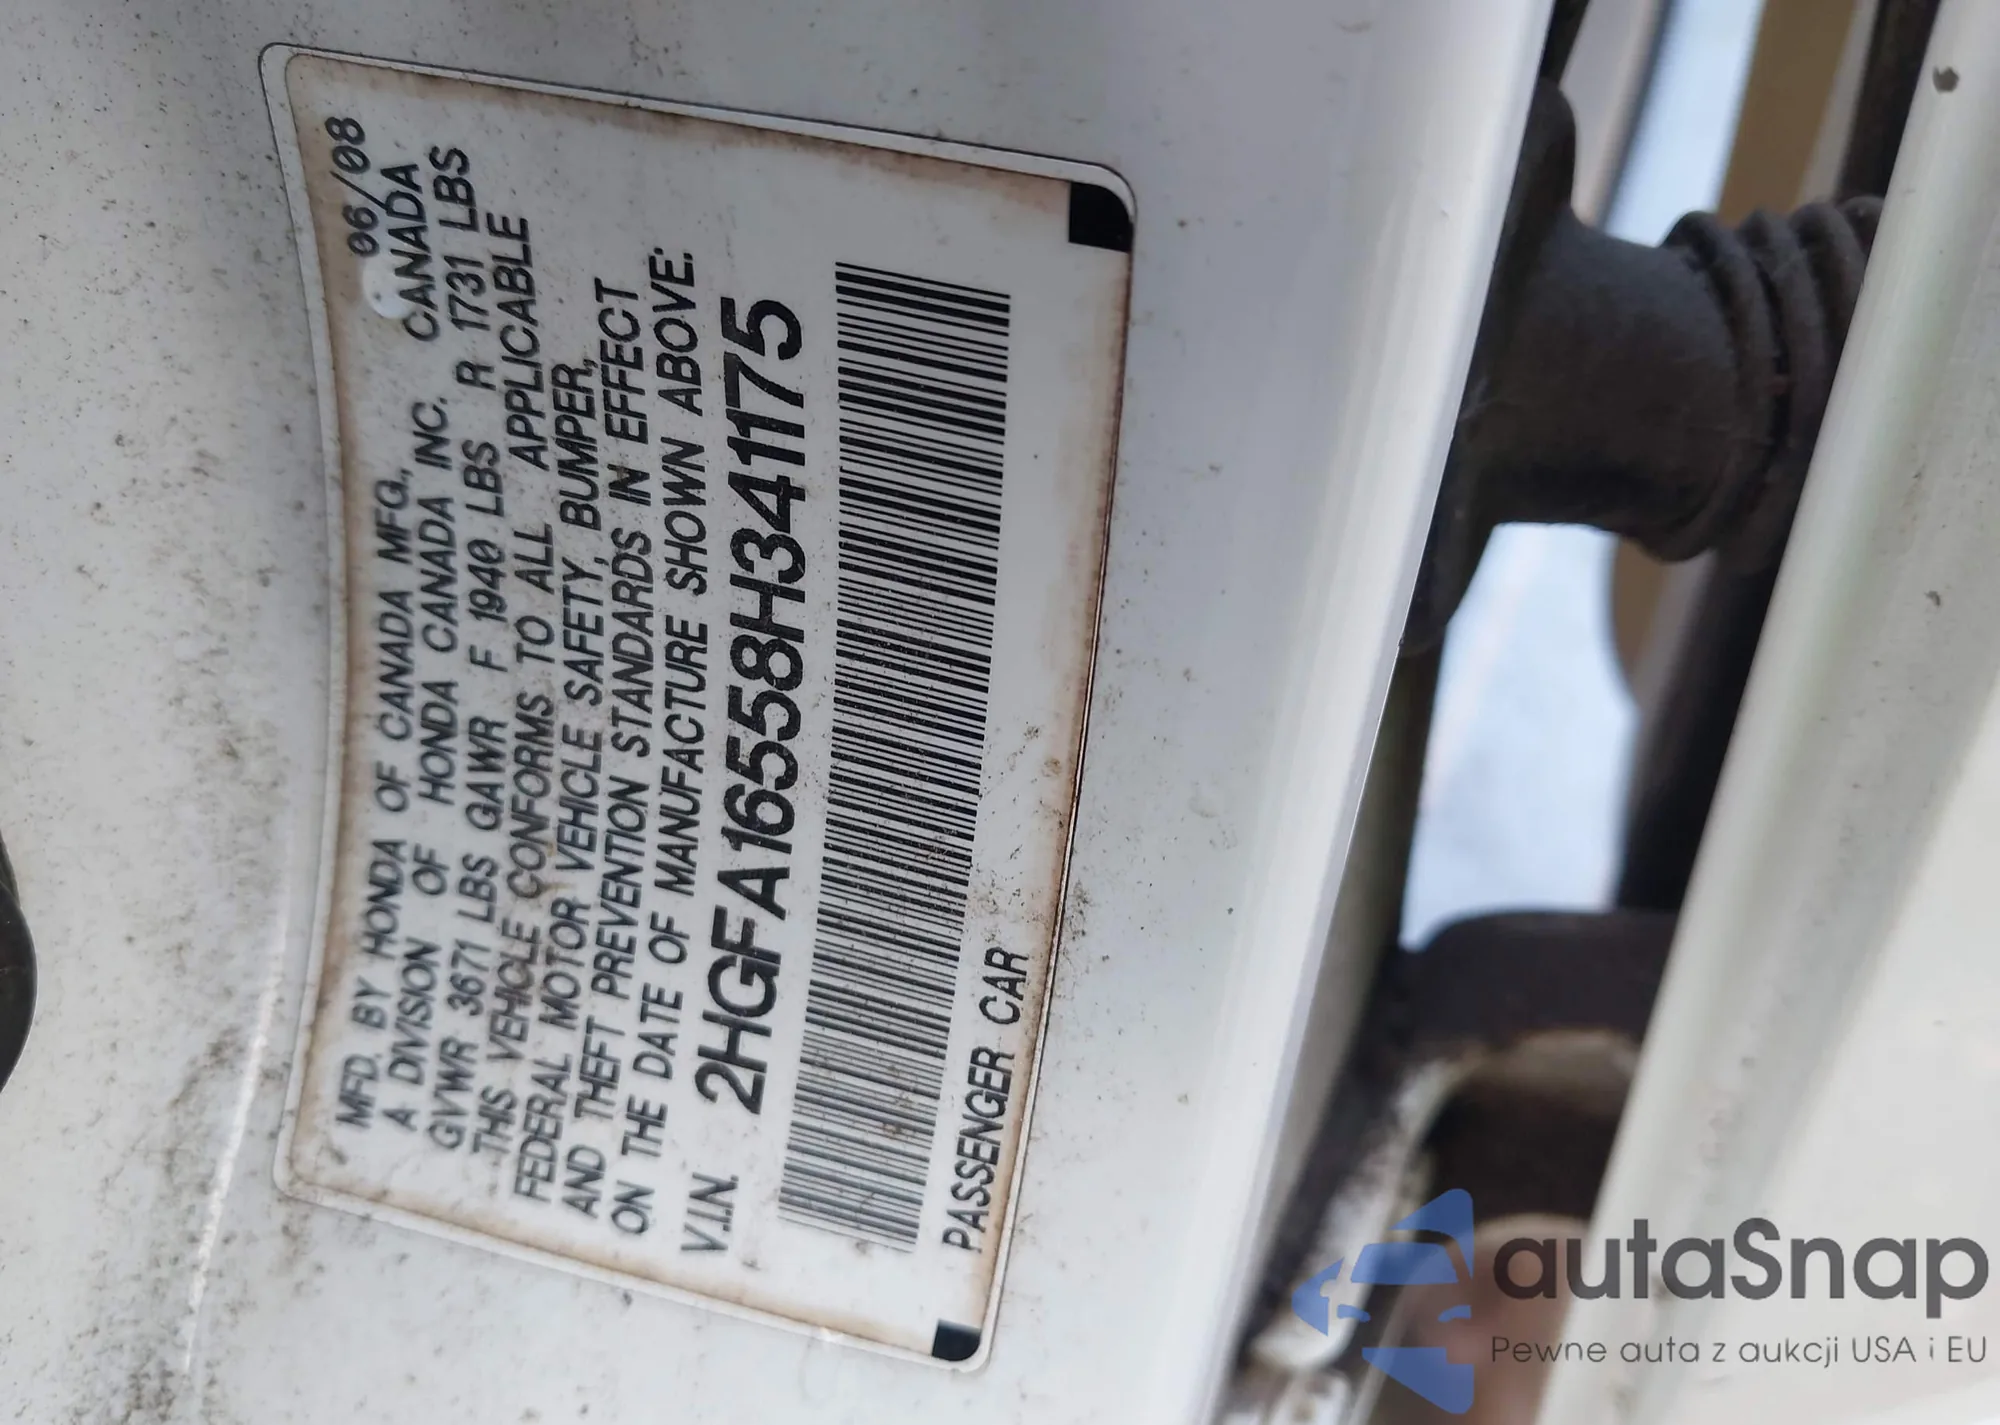 MFD. BY HONDA OF CANADA MFG., 06/08
A DIVISION OF HONDA CANADA INC. CANADA
GVWR 3671 LBS GAWR F 1940 LBS R 1731 LBS
THIS VEHICLE CONFORMS TO ALL APPLICABLE
FEDERAL MOTOR VEHICLE SAFETY, BUMPER,
AND THEFT PREVENTION STANDARDS IN EFFECT
ON THE DATE OF MANUFACTURE SHOWN ABOVE:
V.I.N. 2HGFA16558H341175
PASSENGER CAR
autaSnap
Pewne auta z aukcji USA i EU